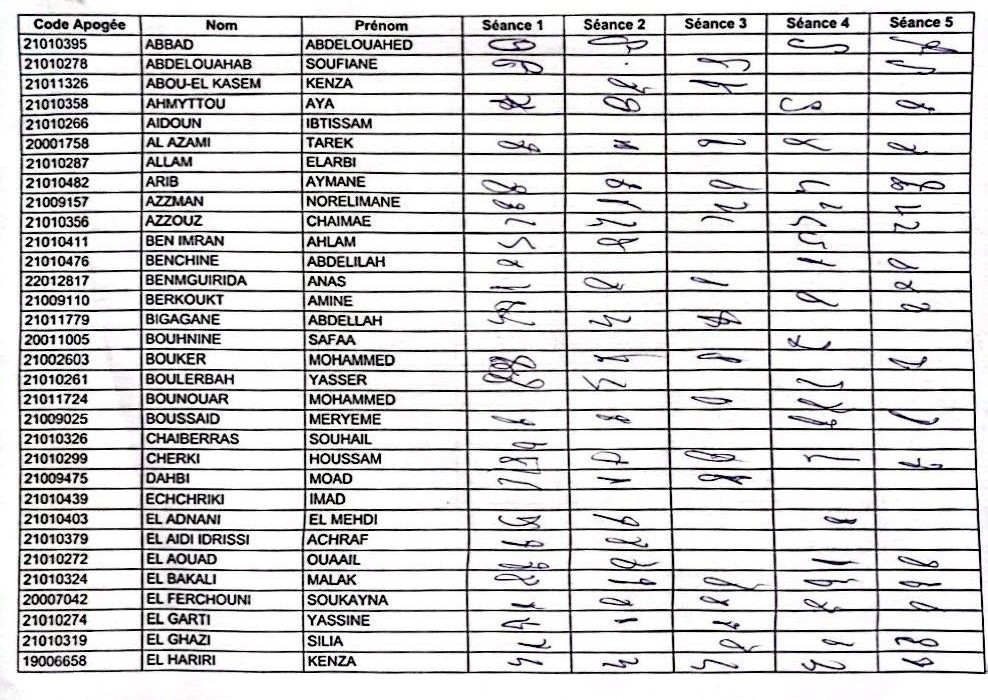 Code Apogée Nom Prénom Séance 1 Séance 2 Séance 3 Séance 4 Séance 5
21010395 ABBAD ABDELOUAHED
21010278 ABDELOUAHAB SOUFIANE
21011326 ABOU-EL KASEM KENZA
21010358 AHMYTTOU AYA
21010266 AIDOUN IBTISSAM
20001758 AL AZAMI TAREK
21010287 ALLAM ELARBI
21010482 ARIB AYMANE
21009157 AZZMAN NORELIMANE
21010356 AZZOUZ CHAIMAE
21010411 BEN IMRAN AHLAM
21010476 BENCHINE ABDELILAH
22012817 BENMGUIRIDA ANAS
21009110 BERKOUKT AMINE
21011779 BIGAGANE ABDELLAH
20011005 BOUHNINE SAFAA
21002603 BOUKER MOHAMMED
21010261 BOULERBAH YASSER
21011724 BOUNOUAR MOHAMMED
21009025 BOUSSAID MERYEME
21010326 CHAIBERRAS SOUHAIL
21010299 CHERKI HOUSSAM
21009475 DAHBI MOAD
21010439 ECHCHRIKI IMAD
21010403 EL ADNANI EL MEHDI
21010379 EL AIDI IDRISSI ACHRAF
21010272 EL AOUAD OUAAIL
21010324 EL BAKALI MALAK
20007042 EL FERCHOUNI SOUKAYNA
21010274 EL GARTI YASSINE
21010319 EL GHAZI SILIA
19006658 EL HARIRI KENZA